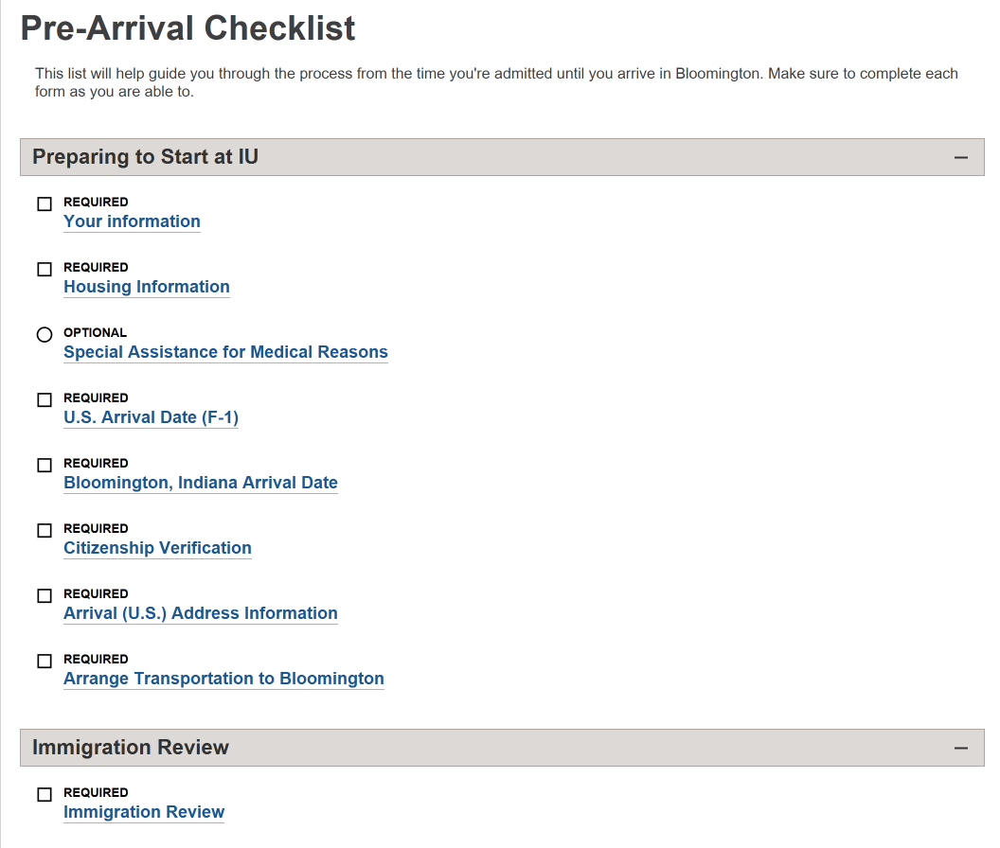 Pre-Arrival Checklist
This list will help guide you through the process from the time you're admitted until you arrive in Bloomington. Make sure to complete each
form as you are able to.
Preparing to Start at IU
REQUIRED
Your information
REQUIRED
Housing Information
OPTIONAL
Special Assistance for Medical Reasons
REQUIRED
U.S. Arrival Date (F-1)
REQUIRED
Bloomington, Indiana Arrival Date
REQUIRED
Citizenship Verification
REQUIRED
Arrival (U.S.) Address Information
REQUIRED
Arrange Transportation to Bloomington
Immigration Review
REQUIRED
Immigration Review